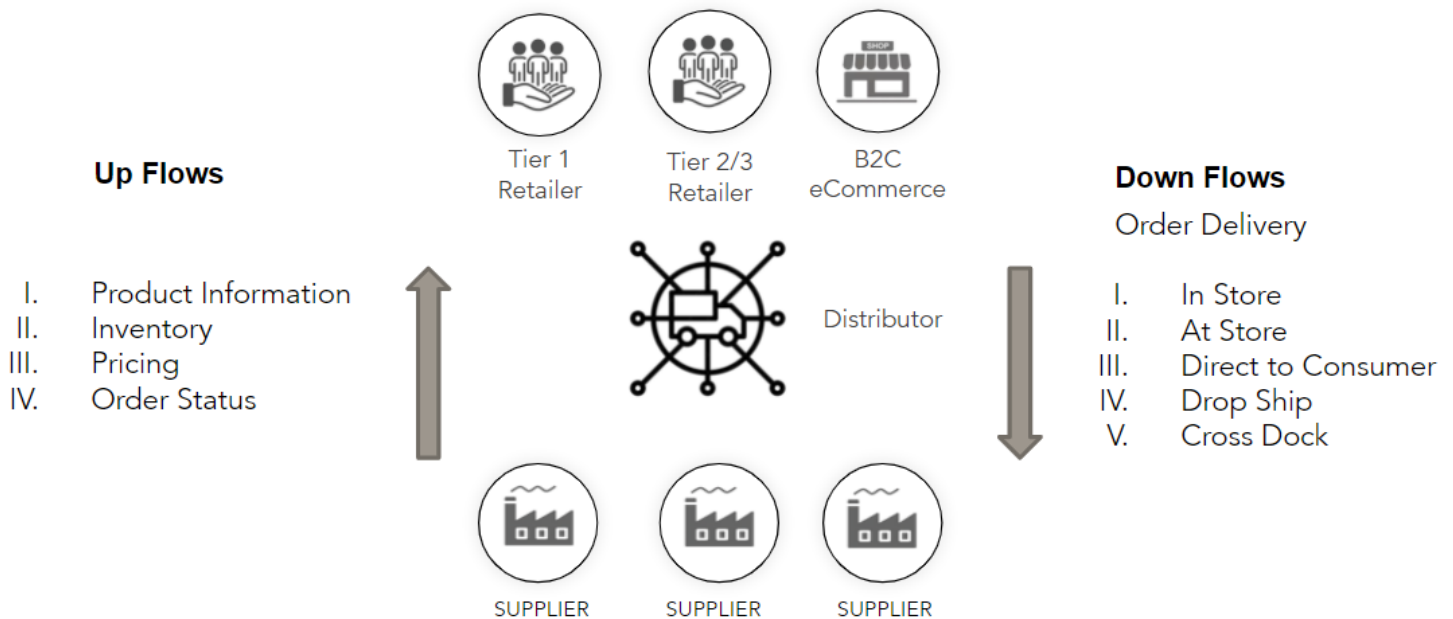 SHOP
Tier 1
Retailer
Tier 2/3
Retailer
B2C
eCommerce
Up Flows
I. Product Information
II. Inventory
III. Pricing
IV. Order Status
Distributor
Down Flows
Order Delivery
I. In Store
II. At Store
III. Direct to Consumer
IV. Drop Ship
V. Cross Dock
SUPPLIER
SUPPLIER
SUPPLIER